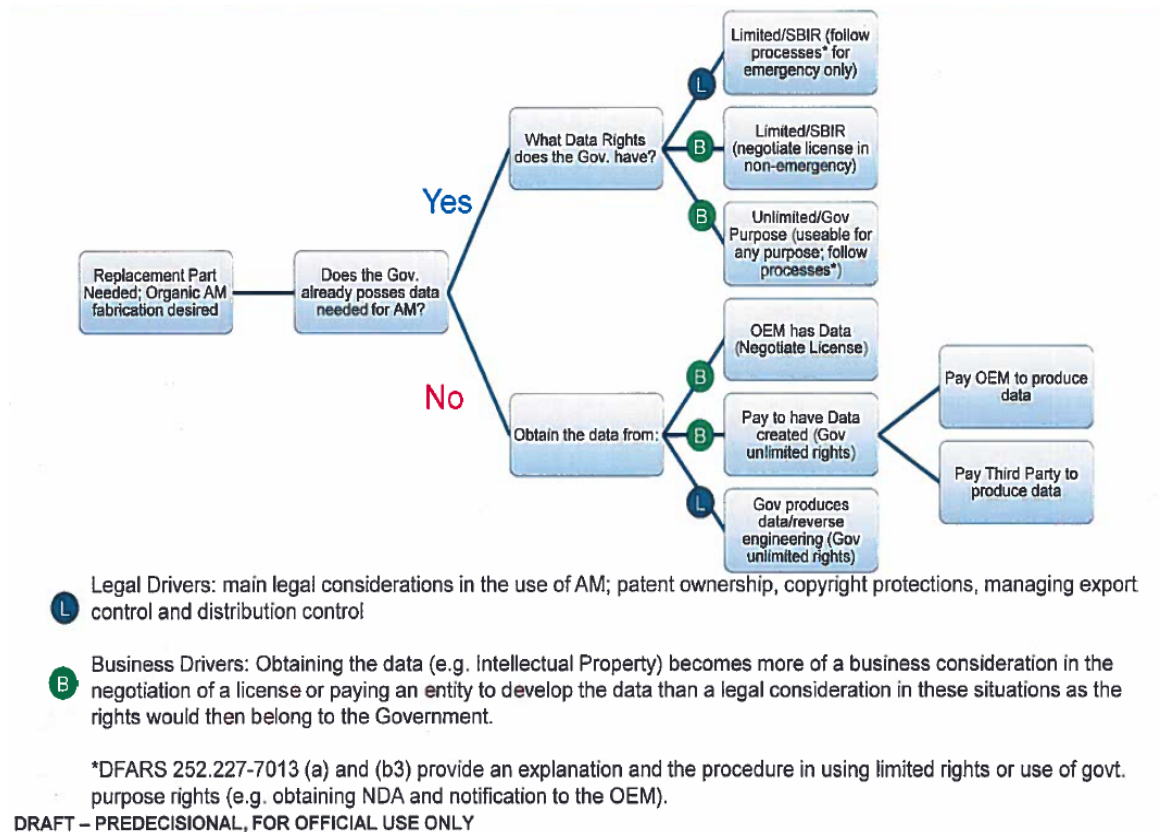 Limited/SBIR (follow
processes* for
emergency only)
L
What Data Rights
does the Gov. have?
B
Limited/SBIR
(negotiate license in
non-emergency)
Yes
B
Unlimited/Gov
Purpose (useable for
any purpose; follow
processes*)
Replacement Part
Needed; Organic AM
fabrication desired
Does the Gov.
already posses data
needed for AM?
No
OEM has Data
(Negotiate License)
B
Obtain the data from:
B
Pay to have Data
created (Gov
unlimited rights)
Pay OEM to produce
data
Pay Third Party to
produce data
L
Gov produces
data/reverse
engineering (Gov
unlimited rights)
L
Legal Drivers: main legal considerations in the use of AM; patent ownership, copyright protections, managing export
control and distribution control
B
Business Drivers: Obtaining the data (e.g. Intellectual Property) becomes more of a business consideration in the
negotiation of a license or paying an entity to develop the data than a legal consideration in these situations as the
rights would then belong to the Government.
*DFARS 252.227-7013 (a) and (b3) provide an explanation and the procedure in using limited rights or use of govt.
purpose rights (e.g. obtaining NDA and notification to the OEM).
DRAFT – PREDECISIONAL, FOR OFFICIAL USE ONLY